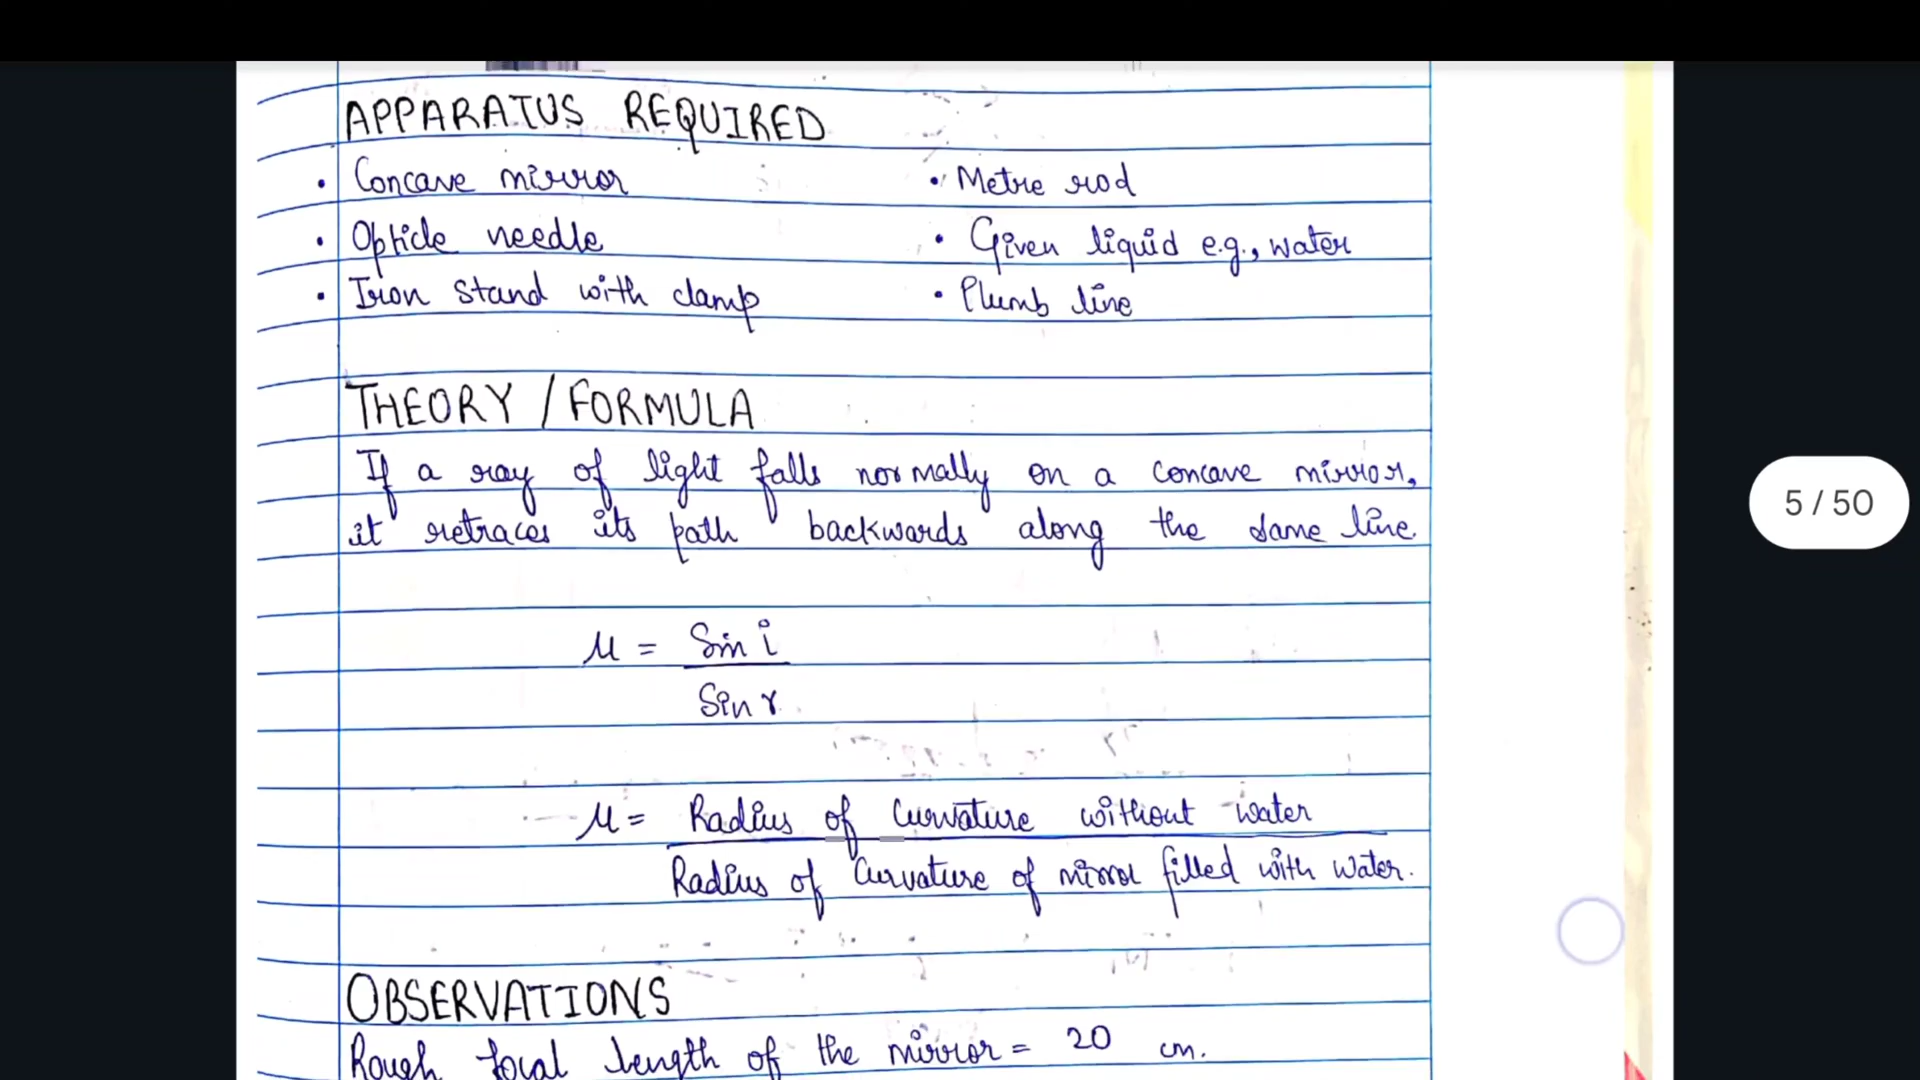 APPARATUS REQUIRED
• Concave mirror
• Metre rod
• Opticle needle
• Given liquid e.g., water
• Iron stand with clamp
• Plumb line
THEORY / FORMULA
If a ray of light falls normally on a concave mirror,
it retraces its path backwards along the same line.
μ = Sin i
Sin r
μ = Radius of Curvature without water
Radius of Curvature of mirror filled with water.
OBSERVATIONS
Rough focal length of the mirror = 20 cm.
5 / 50